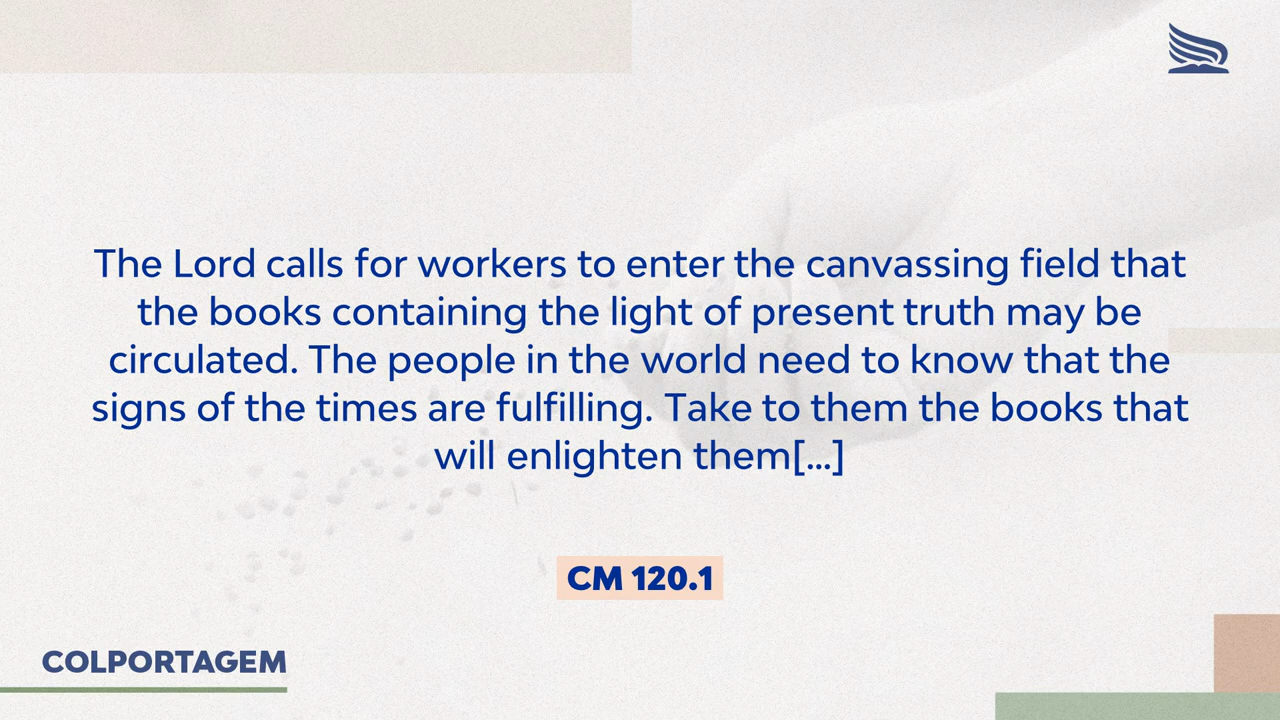 The Lord calls for workers to enter the canvassing field that
the books containing the light of present truth may be
circulated. The people in the world need to know that the
signs of the times are fulfilling. Take to them the books that
will enlighten them[...]
CM 120.1
COLPORTAGEM